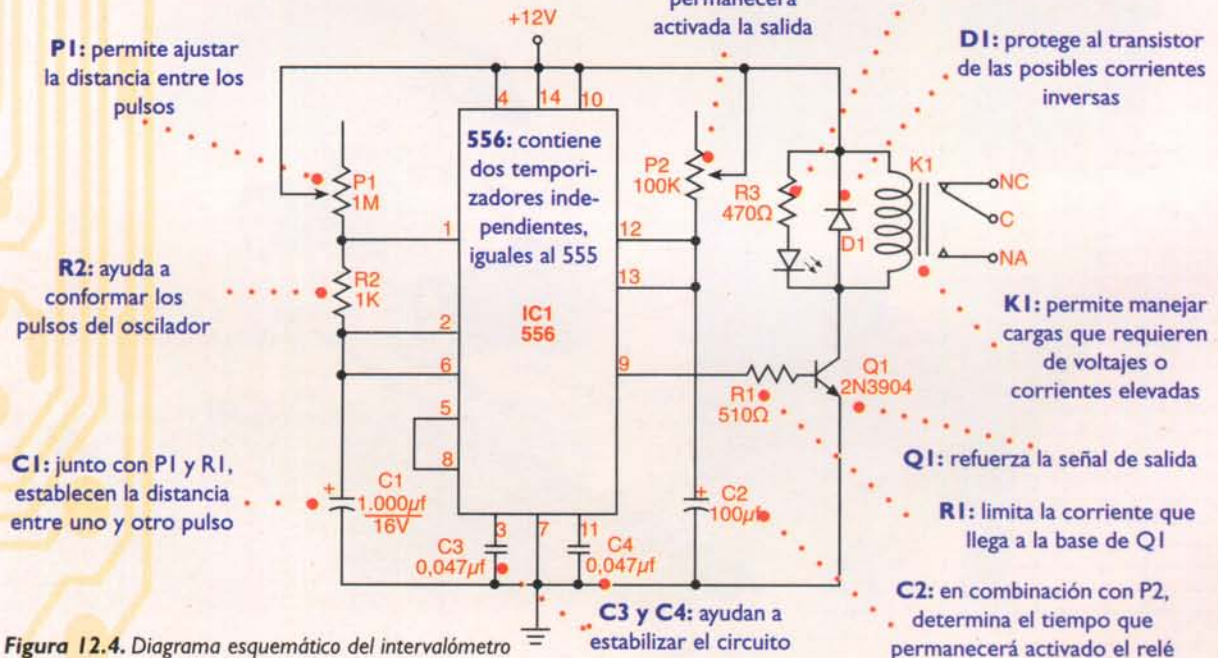 permanecerá
activada la salida
+12V
P1: permite ajustar
la distancia entre los
pulsos
D1: protege al transistor
de las posibles corrientes
inversas
4 14 10
556: contiene
dos tempori-
zadores inde-
pendientes,
iguales al 555
IC1
556
P1
1M
1
R2
1K
2
6
5
8
R2: ayuda a
conformar los
pulsos del oscilador
P2
100K
12
13
9
R3
470Ω
D1
K1
NC
C
NA
K1: permite manejar
cargas que requieren
de voltajes o
corrientes elevadas
R1
510Ω
Q1
2N3904
Q1: refuerza la señal de salida
R1: limita la corriente que
llega a la base de Q1
C1: junto con P1 y R1,
establecen la distancia
entre uno y otro pulso
+
C1
1.000µf
16V
+
C2
100µf
3 7 11
C3
0,047µf
C4
0,047µf
C3 y C4: ayudan a
estabilizar el circuito
C2: en combinación con P2,
determina el tiempo que
permanecerá activado el relé
Figura 12.4. Diagrama esquemático del intervalómetro